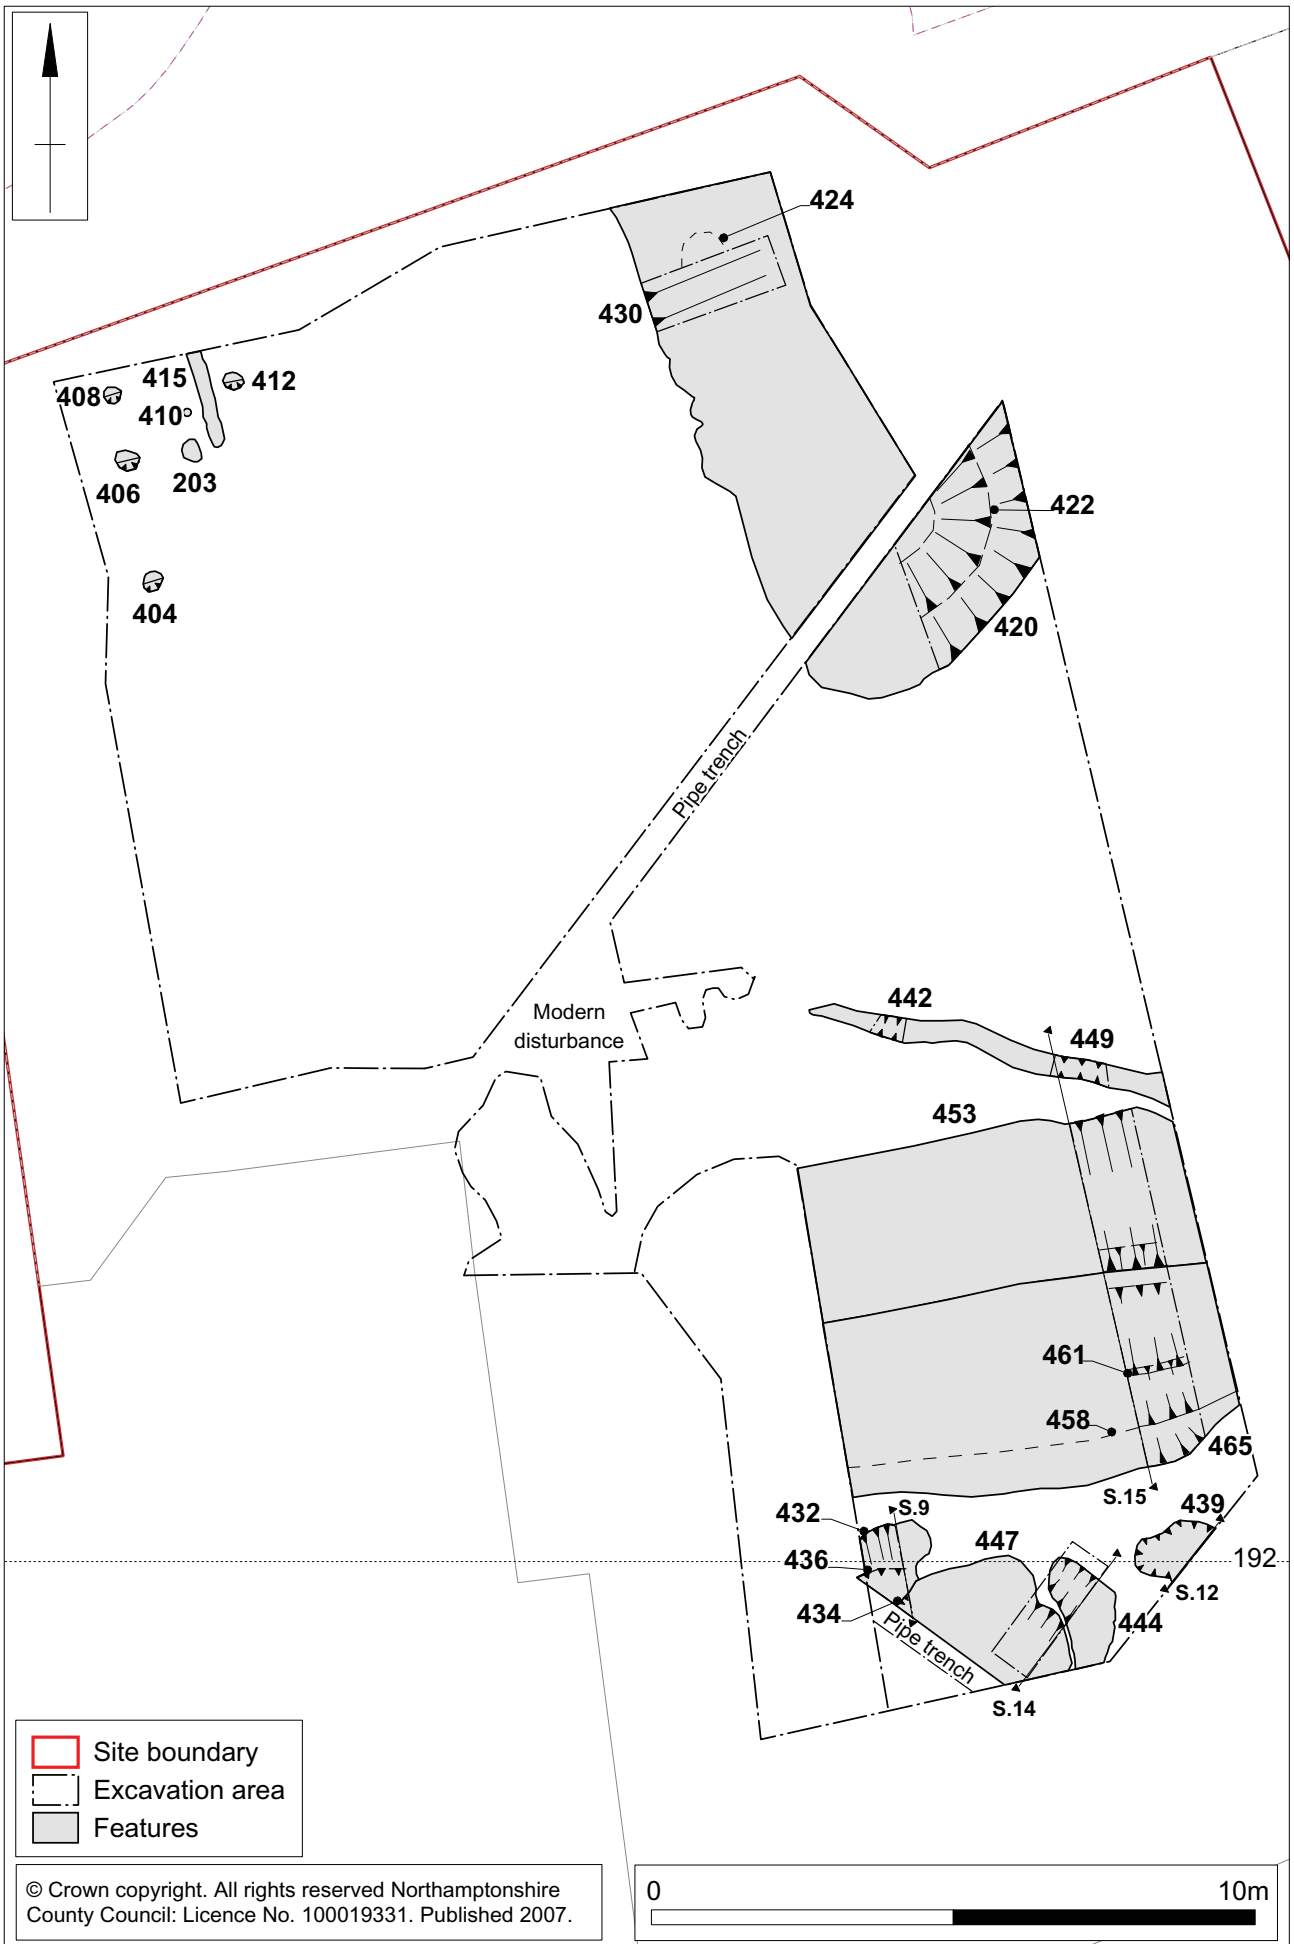 424
430
415
412
408
410
203
406
422
404
420
Pipe trench
442
Modern
disturbance
449
453
461
458
465
S.15
S.9
439
432
447
436
192
S.12
434
444
Pipe trench
S.14
Site boundary
Excavation area
Features
© Crown copyright. All rights reserved Northamptonshire
County Council: Licence No. 100019331. Published 2007.
0 10m